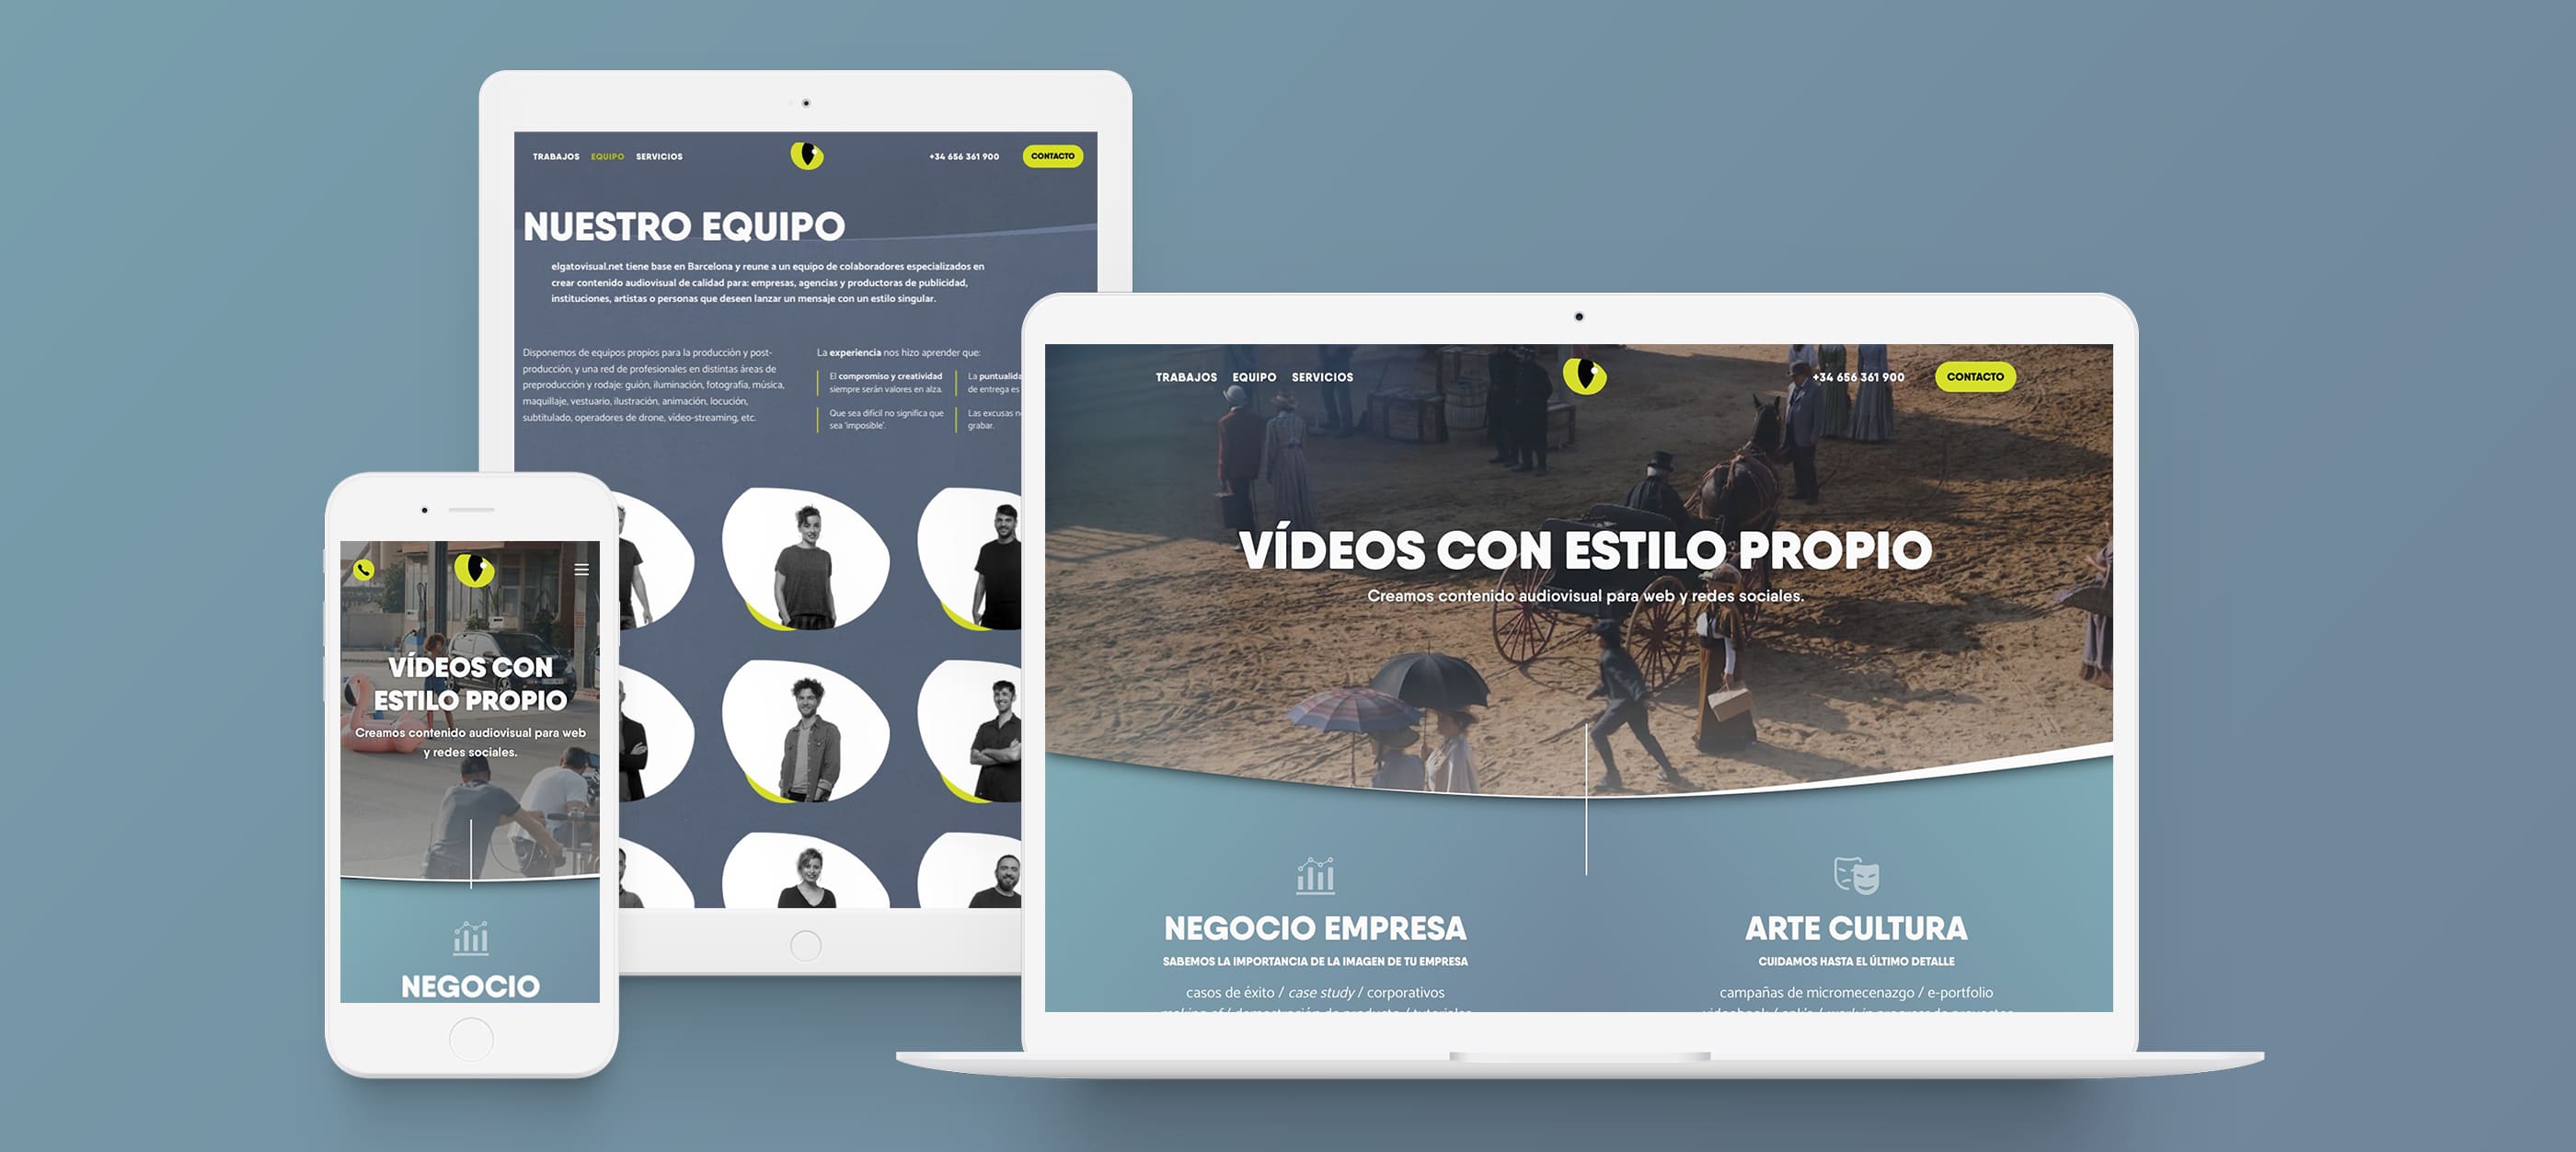 TRABAJOS EQUIPO SERVICIOS
+34 656 361 900
CONTACTO
NUESTRO EQUIPO
elgatovisual.net tiene base en Barcelona y reune a un equipo de colaboradores especializados en
crear contenido audiovisual de calidad para: empresas, agencias y productoras de publicidad,
instituciones, artistas o personas que deseen lanzar un mensaje con un estilo singular.
Disponemos de equipos propios para la producción y post-
producción, y una red de profesionales en distintas áreas de
preproducción y rodaje: guión, iluminación, fotografía, música,
maquillaje, vestuario, ilustración, animación, locución,
subtitulado, operadores de drone, vídeo-streaming, etc.
La experiencia nos hizo aprender que:
El compromiso y creatividad
siempre serán valores en alza.
La
de entrega es
Que sea difícil no significa que
sea 'imposible'.
Las excusas
grabar.
VÍDEOS CON
ESTILO PROPIO
Creamos contenido audiovisual para web
y redes sociales.
NEGOCIO
TRABAJOS EQUIPO SERVICIOS
+34 656 361 900
CONTACTO
VÍDEOS CON ESTILO PROPIO
Creamos contenido audiovisual para web y redes sociales.
NEGOCIO EMPRESA
SABEMOS LA IMPORTANCIA DE LA IMAGEN DE TU EMPRESA
casos de éxito / case study / corporativos
ARTE CULTURA
CUIDAMOS HASTA EL ÚLTIMO DETALLE
campañas de micromecenazgo / e-portfolio